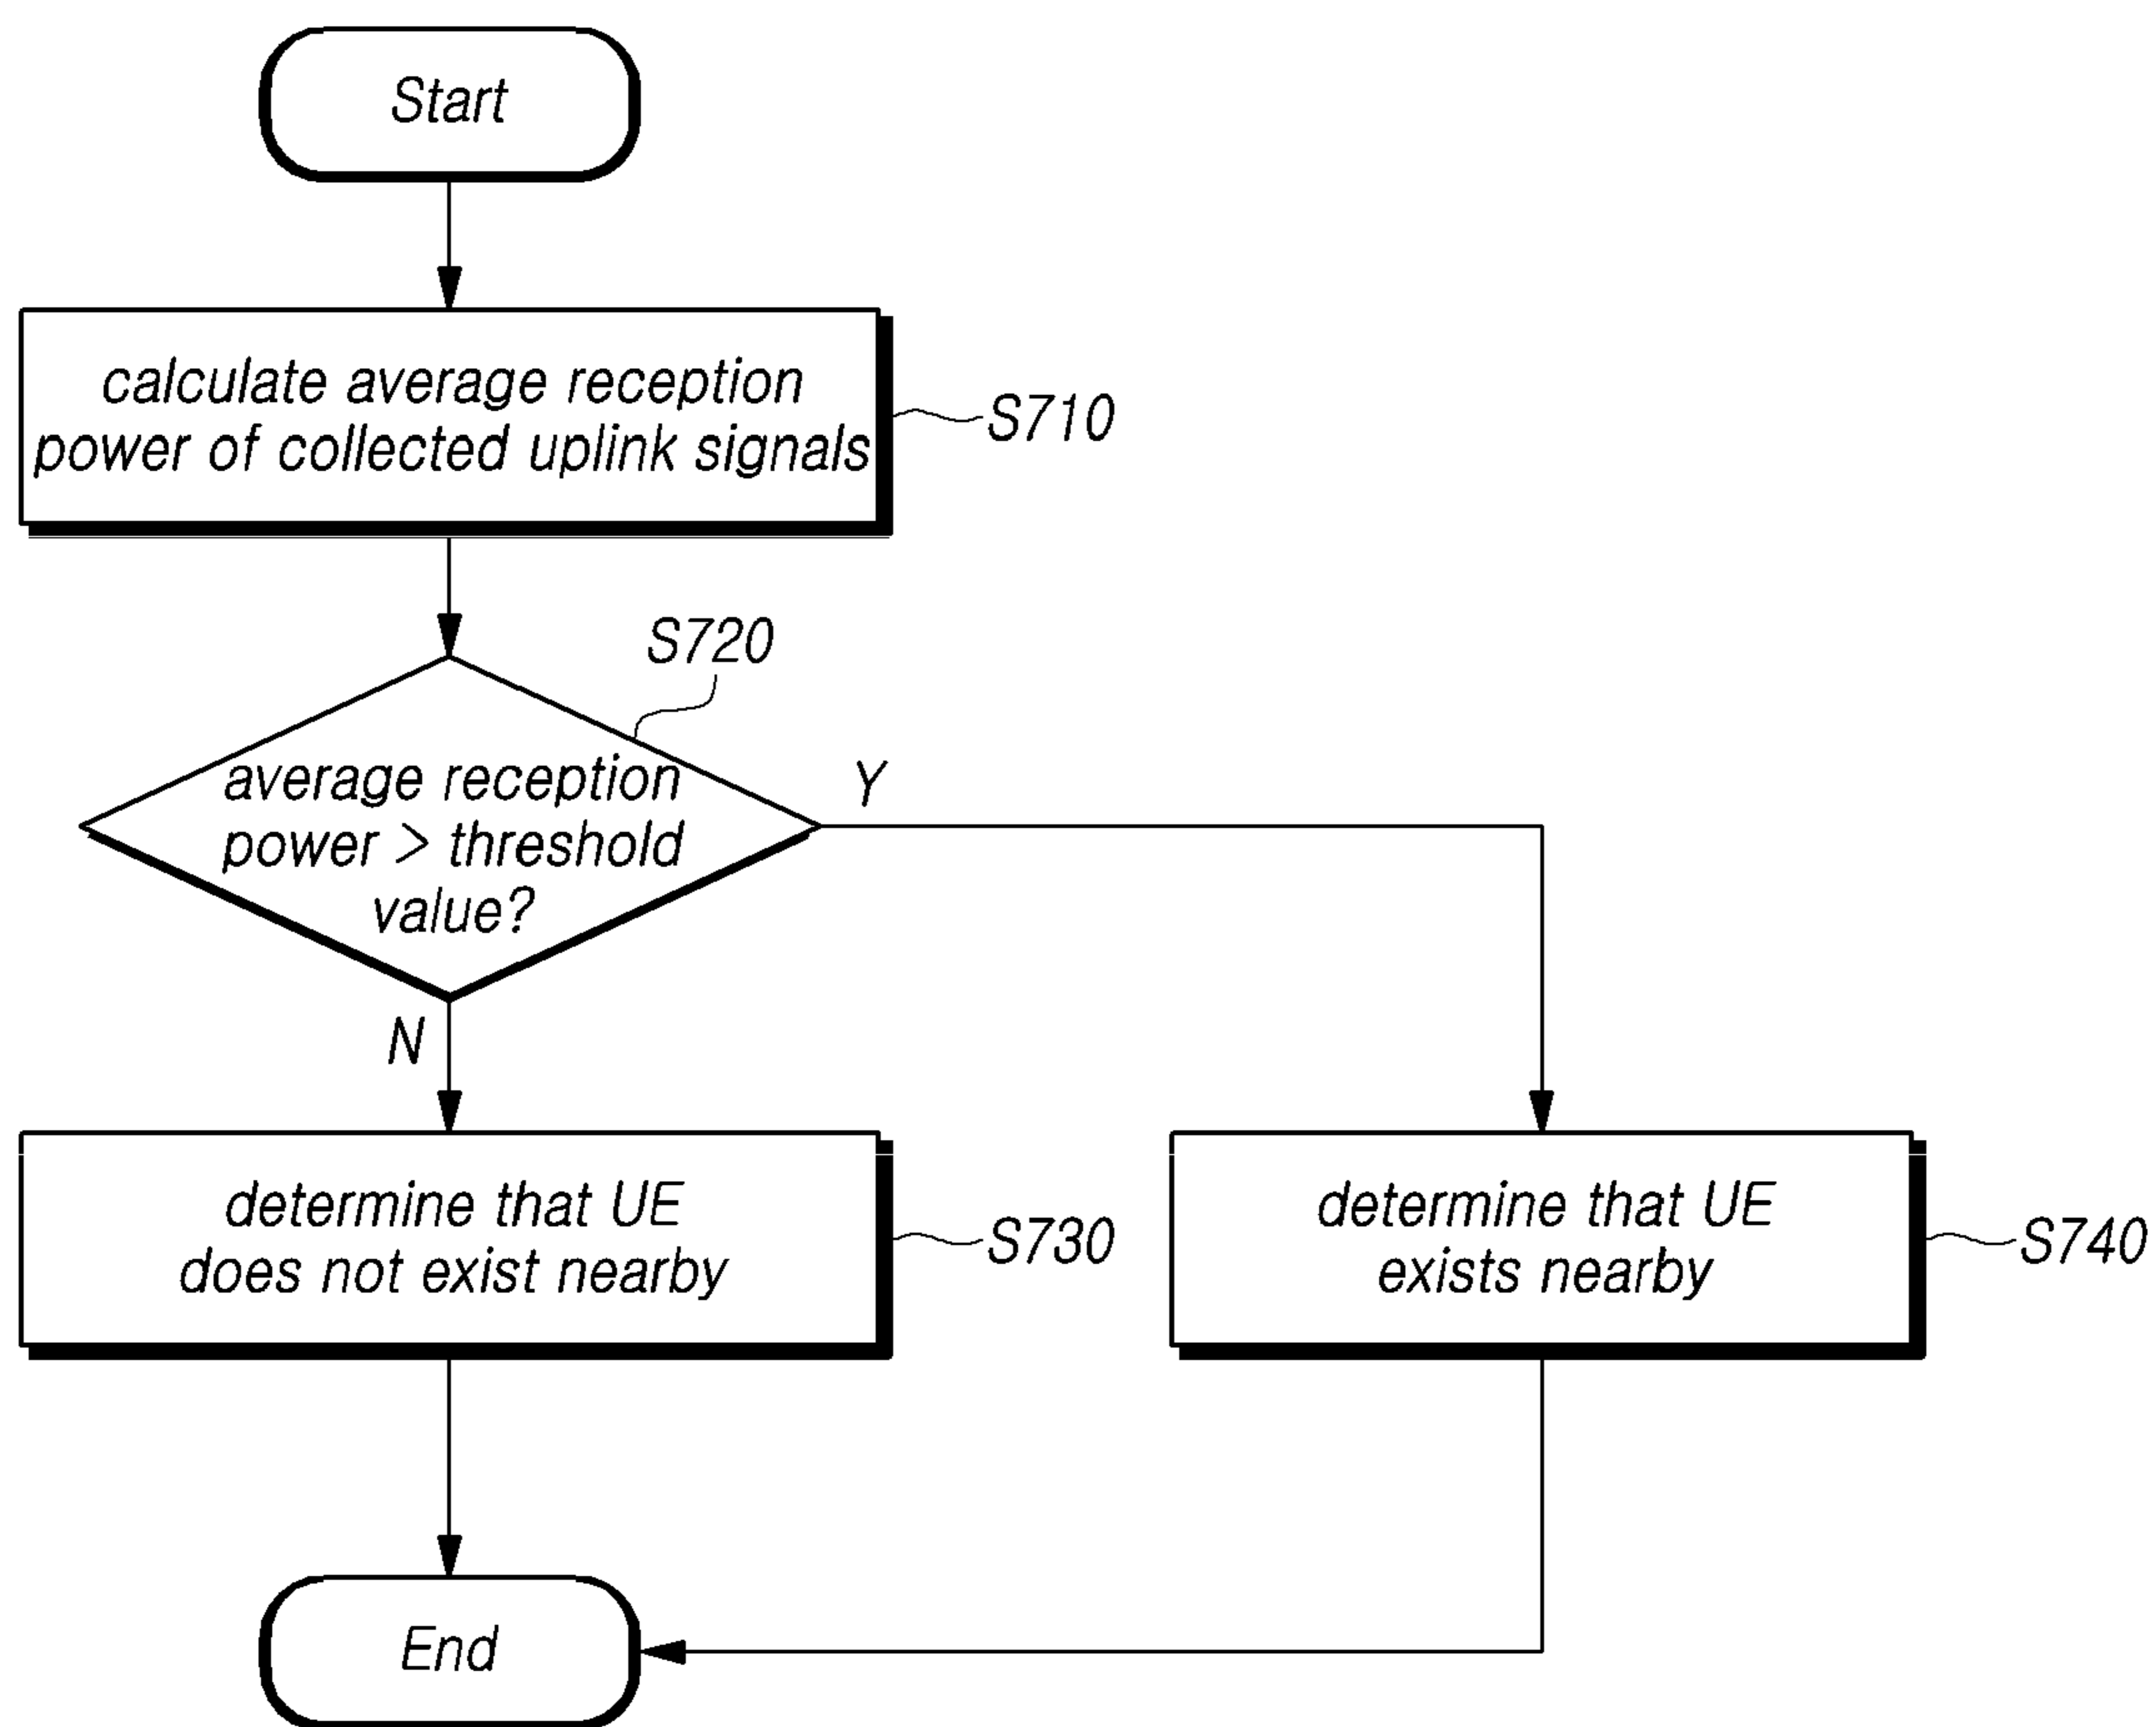 Start
calculate average reception
power of collected uplink signals
S710
S720
average reception
power > threshold
value?
Y
N
determine that UE
does not exist nearby
S730
determine that UE
exists nearby
S740
End